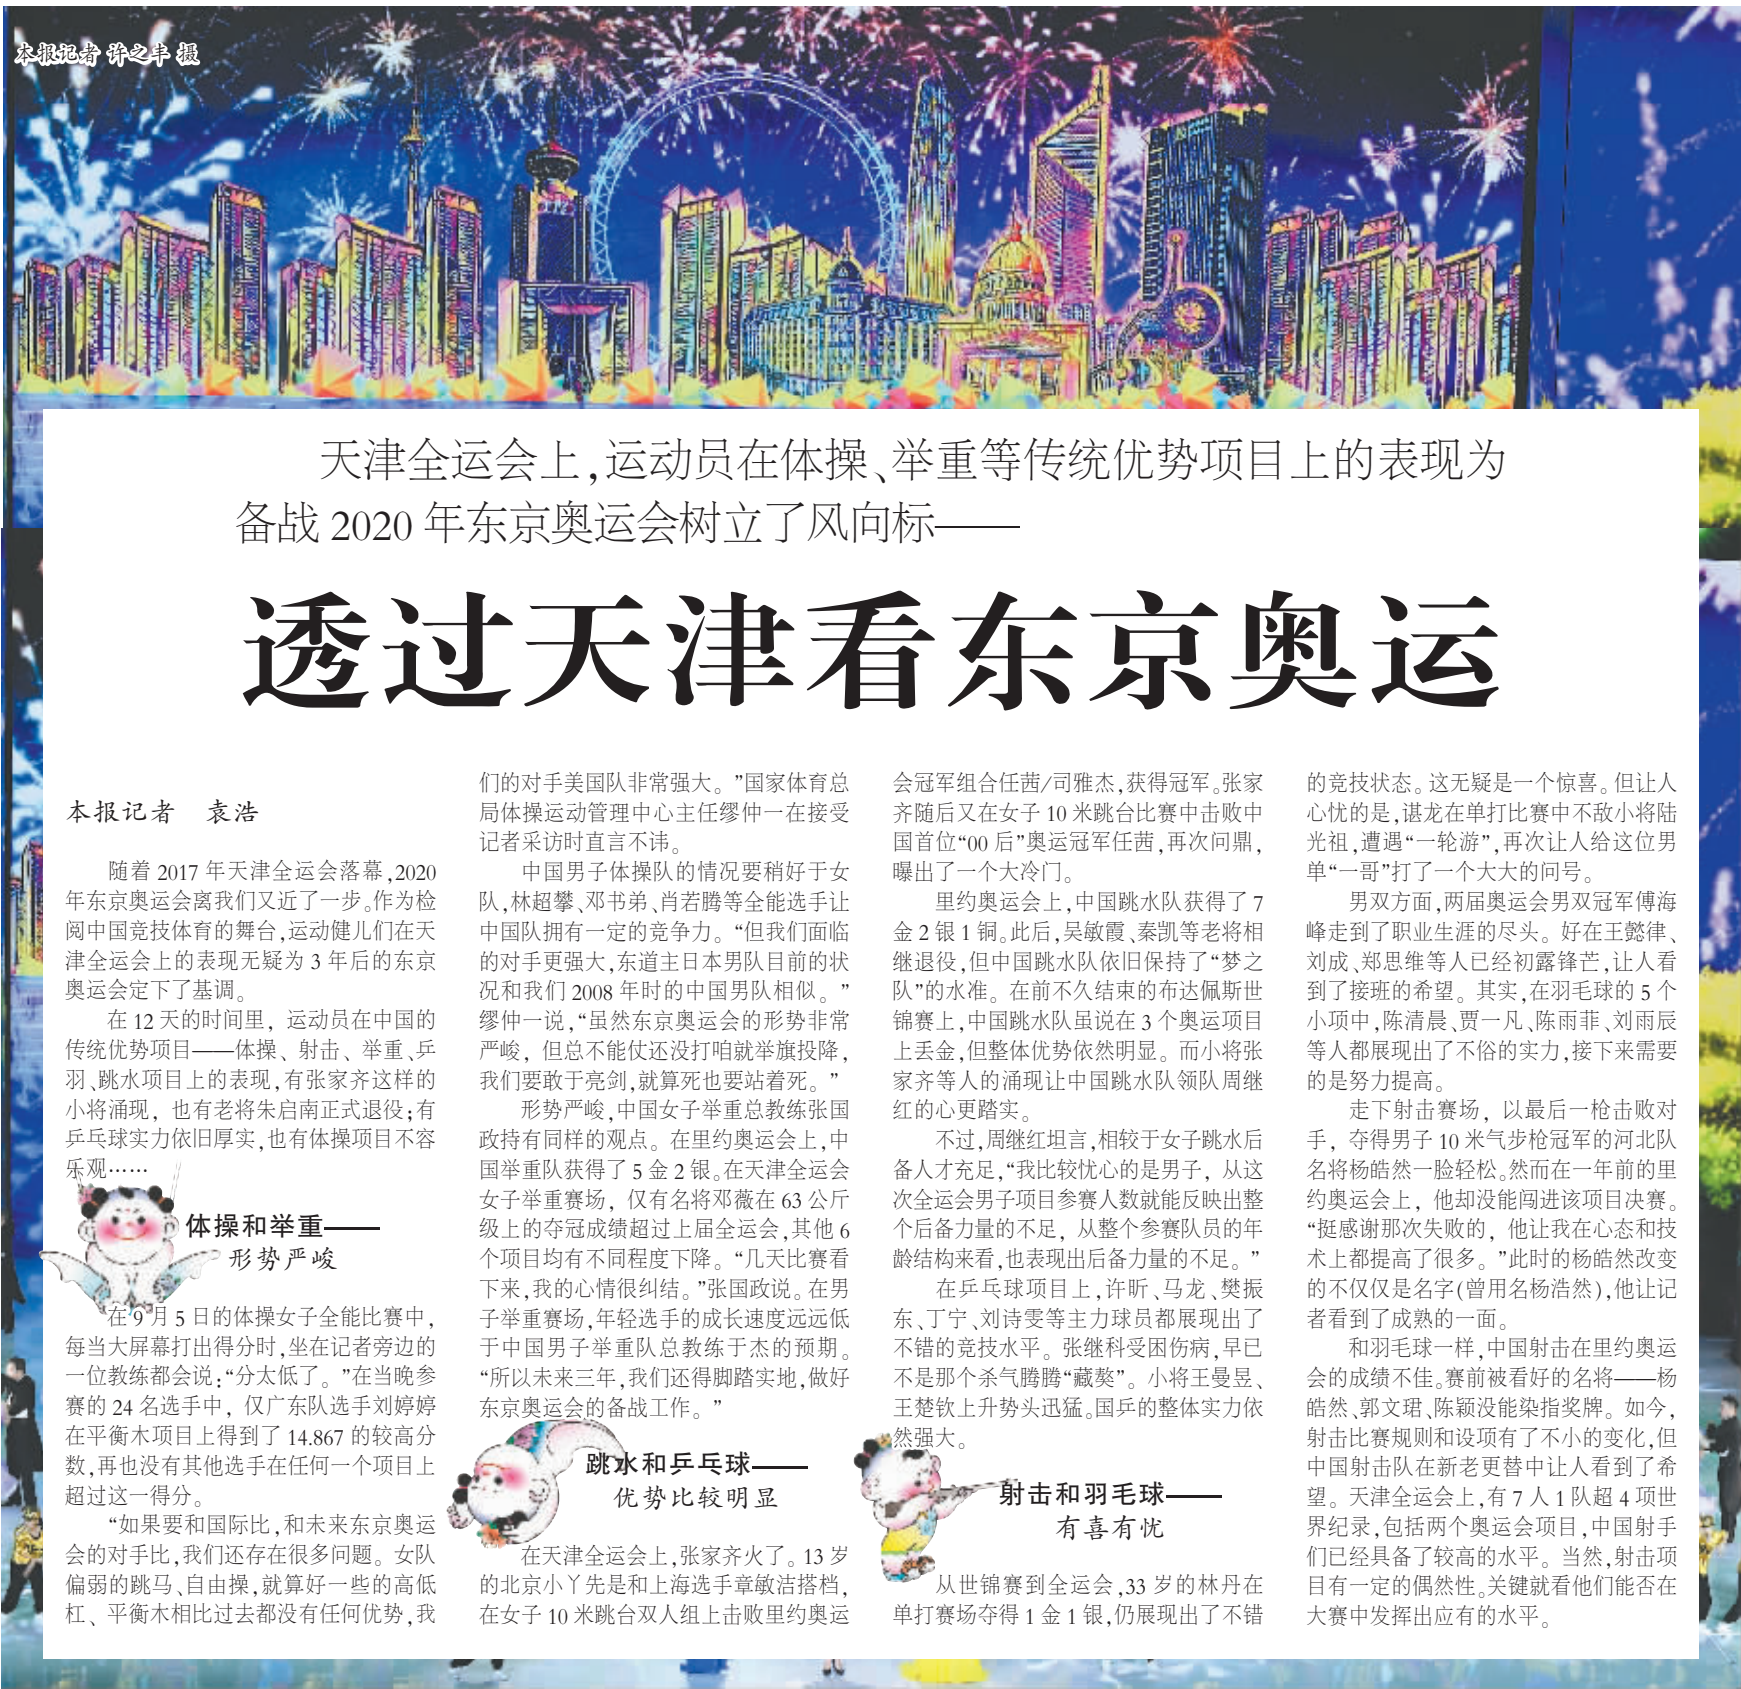 本报记者 许之丰 摄
天津全运会上,运动员在体操、举重等传统优势项目上的表现为
备战 2020 年东京奥运会树立了风向标——
透过天津看东京奥运
本报记者 袁浩
随着 2017 年天津全运会落幕,2020
年东京奥运会离我们又近了一步。作为检
阅中国竞技体育的舞台,运动健儿们在天
津全运会上的表现无疑为 3 年后的东京
奥运会定下了基调。
在 12 天的时间里, 运动员在中国的
传统优势项目——体操、射击、举重、乒
羽、跳水项目上的表现,有张家齐这样的
小将涌现, 也有老将朱启南正式退役;有
乒乓球实力依旧厚实,也有体操项目不容
乐观……
体操和举重——
形势严峻
在 9 月 5 日的体操女子全能比赛中,
每当大屏幕打出得分时,坐在记者旁边的
一位教练都会说:“分太低了。”在当晚参
赛的 24 名选手中, 仅广东队选手刘婷婷
在平衡木项目上得到了 14.867 的较高分
数,再也没有其他选手在任何一个项目上
超过这一得分。
“如果要和国际比,和未来东京奥运
会的对手比,我们还存在很多问题。女队
偏弱的跳马、自由操,就算好一些的高低
杠、平衡木相比过去都没有任何优势,我
们的对手美国队非常强大。”国家体育总
局体操运动管理中心主任缪仲一在接受
记者采访时直言不讳。
中国男子体操队的情况要稍好于女
队,林超攀、邓书弟、肖若腾等全能选手让
中国队拥有一定的竞争力。“但我们面临
的对手更强大,东道主日本男队目前的状
况和我们 2008 年时的中国男队相似。”
缪仲一说,“虽然东京奥运会的形势非常
严峻, 但总不能仗还没打咱就举旗投降,
我们要敢于亮剑,就算死也要站着死。”
形势严峻,中国女子举重总教练张国
政持有同样的观点。在里约奥运会上,中
国举重队获得了 5 金 2 银。在天津全运会
女子举重赛场, 仅有名将邓薇在 63 公斤
级上的夺冠成绩超过上届全运会,其他 6
个项目均有不同程度下降。“几天比赛看
下来,我的心情很纠结。”张国政说。在男
子举重赛场,年轻选手的成长速度远远低
于中国男子举重队总教练于杰的预期。
“所以未来三年,我们还得脚踏实地,做好
东京奥运会的备战工作。”
跳水和乒乓球——
优势比较明显
在天津全运会上,张家齐火了。13 岁
的北京小丫先是和上海选手章敏洁搭档,
在女子 10 米跳台双人组上击败里约奥运
会冠军组合任茜/司雅杰,获得冠军。张家
齐随后又在女子 10 米跳台比赛中击败中
国首位“00 后”奥运冠军任茜,再次问鼎,
曝出了一个大冷门。
里约奥运会上,中国跳水队获得了 7
金 2 银 1 铜。此后,吴敏霞、秦凯等老将相
继退役,但中国跳水队依旧保持了“梦之
队”的水准。在前不久结束的布达佩斯世
锦赛上,中国跳水队虽说在 3 个奥运项目
上丢金,但整体优势依然明显。而小将张
家齐等人的涌现让中国跳水队领队周继
红的心更踏实。
不过,周继红坦言,相较于女子跳水后
备人才充足,“我比较忧心的是男子, 从这
次全运会男子项目参赛人数就能反映出整
个后备力量的不足, 从整个参赛队员的年
龄结构来看,也表现出后备力量的不足。”
在乒乓球项目上,许昕、马龙、樊振
东、丁宁、刘诗雯等主力球员都展现出了
不错的竞技水平。张继科受困伤病,早已
不是那个杀气腾腾“藏獒”。小将王曼昱、
王楚钦上升势头迅猛。国乒的整体实力依
然强大。
射击和羽毛球——
有喜有忧
从世锦赛到全运会,33 岁的林丹在
单打赛场夺得 1 金 1 银,仍展现出了不错
的竞技状态。这无疑是一个惊喜。但让人
心忧的是,谌龙在单打比赛中不敌小将陆
光祖,遭遇“一轮游”,再次让人给这位男
单“一哥”打了一个大大的问号。
男双方面,两届奥运会男双冠军傅海
峰走到了职业生涯的尽头。好在王懿律、
刘成、郑思维等人已经初露锋芒,让人看
到了接班的希望。其实,在羽毛球的 5 个
小项中,陈清晨、贾一凡、陈雨菲、刘雨辰
等人都展现出了不俗的实力,接下来需要
的是努力提高。
走下射击赛场, 以最后一枪击败对
手, 夺得男子 10 米气步枪冠军的河北队
名将杨皓然一脸轻松。然而在一年前的里
约奥运会上, 他却没能闯进该项目决赛。
“挺感谢那次失败的, 他让我在心态和技
术上都提高了很多。”此时的杨皓然改变
的不仅仅是名字(曾用名杨浩然),他让记
者看到了成熟的一面。
和羽毛球一样,中国射击在里约奥运
会的成绩不佳。赛前被看好的名将——杨
皓然、郭文珺、陈颖没能染指奖牌。如今,
射击比赛规则和设项有了不小的变化,但
中国射击队在新老更替中让人看到了希
望。天津全运会上,有 7 人 1 队超 4 项世
界纪录,包括两个奥运会项目,中国射手
们已经具备了较高的水平。当然,射击项
目有一定的偶然性。关键就看他们能否在
大赛中发挥出应有的水平。